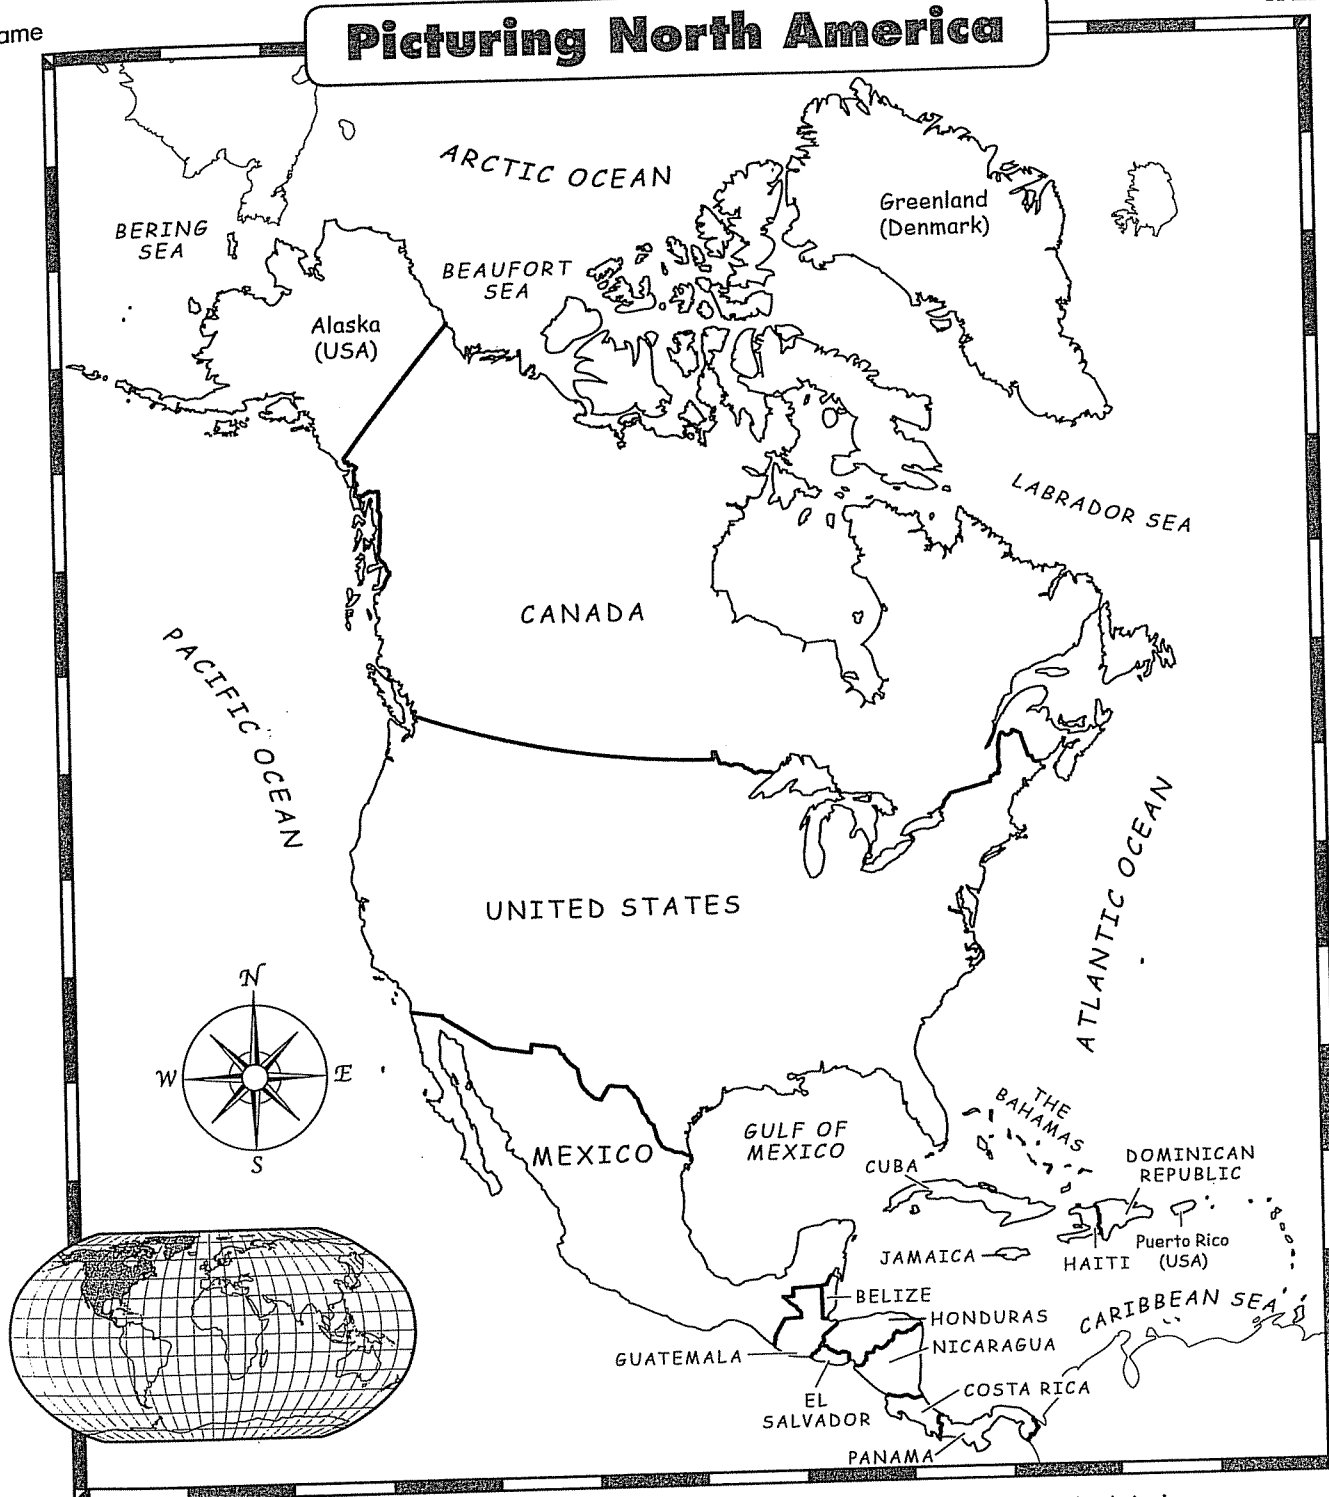 ame
Picturing North America
ARCTIC OCEAN
Greenland
(Denmark)
BERING
SEA
BEAUFORT
SEA
Alaska
(USA)
LABRADOR SEA
CANADA
PACIFIC OCEAN
UNITED STATES
ATLANTIC OCEAN
N
W
E
S
THE
BAHAMAS
GULF OF
MEXICO
MEXICO
CUBA
DOMINICAN
REPUBLIC
JAMAICA
HAITI
Puerto Rico
(USA)
BELIZE
CARIBBEAN SEA
HONDURAS
NICARAGUA
GUATEMALA
EL
SALVADOR
COSTA RICA
PANAMA